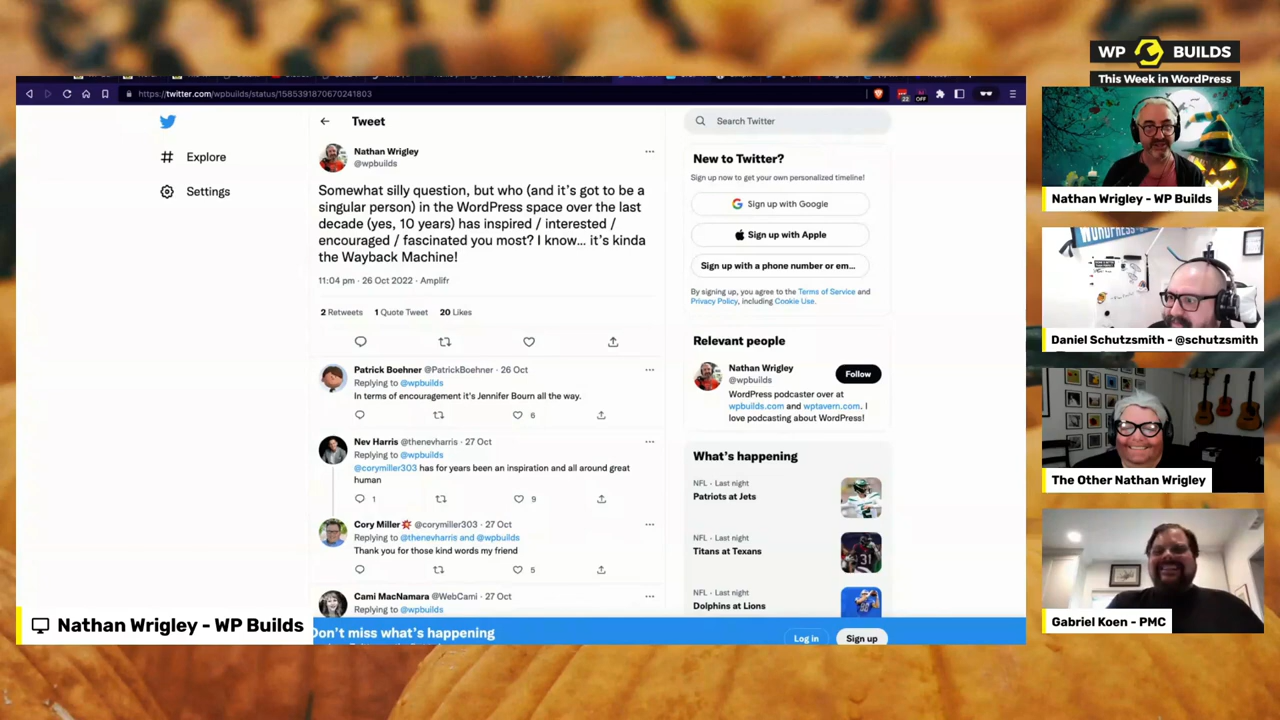 WP BUILDS
This Week in WordPress
https://twitter.com/wpbuilds/status/1585391870670241803
22
OFF
Explore
Settings
Tweet
Nathan Wrigley
@wpbuilds
Somewhat silly question, but who (and it's got to be a
singular person) in the WordPress space over the last
decade (yes, 10 years) has inspired / interested /
encouraged / fascinated you most? I know... it's kinda
the Wayback Machine!
11:04 pm · 26 Oct 2022 · Amplifr
2 Retweets 1 Quote Tweet 20 Likes
Patrick Boehner @PatrickBoehner · 26 Oct
Replying to @wpbuilds
In terms of encouragement it's Jennifer Bourn all the way.
6
Nev Harris @thenevharris · 27 Oct
Replying to @wpbuilds
@corymiller303 has for years been an inspiration and all around great
human
1 9
Cory Miller @corymiller303 · 27 Oct
Replying to @thenevharris and @wpbuilds
Thank you for those kind words my friend
5
Cami MacNamara @WebCami · 27 Oct
Replying to @wpbuilds
Search Twitter
New to Twitter?
Sign up now to get your own personalized timeline!
Sign up with Google
Sign up with Apple
Sign up with a phone number or em...
By signing up, you agree to the Terms of Service and
Privacy Policy, including Cookie Use.
Relevant people
Nathan Wrigley
@wpbuilds
Follow
WordPress podcaster over at
wpbuilds.com and wptavern.com. I
love podcasting about WordPress!
What's happening
NFL · Last night
Patriots at Jets
NFL · Last night
Titans at Texans
31
NFL · Last night
Dolphins at Lions
Don't miss what's happening
Log in
Sign up
Nathan Wrigley - WP Builds
Nathan Wrigley - WP Builds
WORDPRESS
Daniel Schutzsmith - @schutzsmith
The Other Nathan Wrigley
Gabriel Koen - PMC